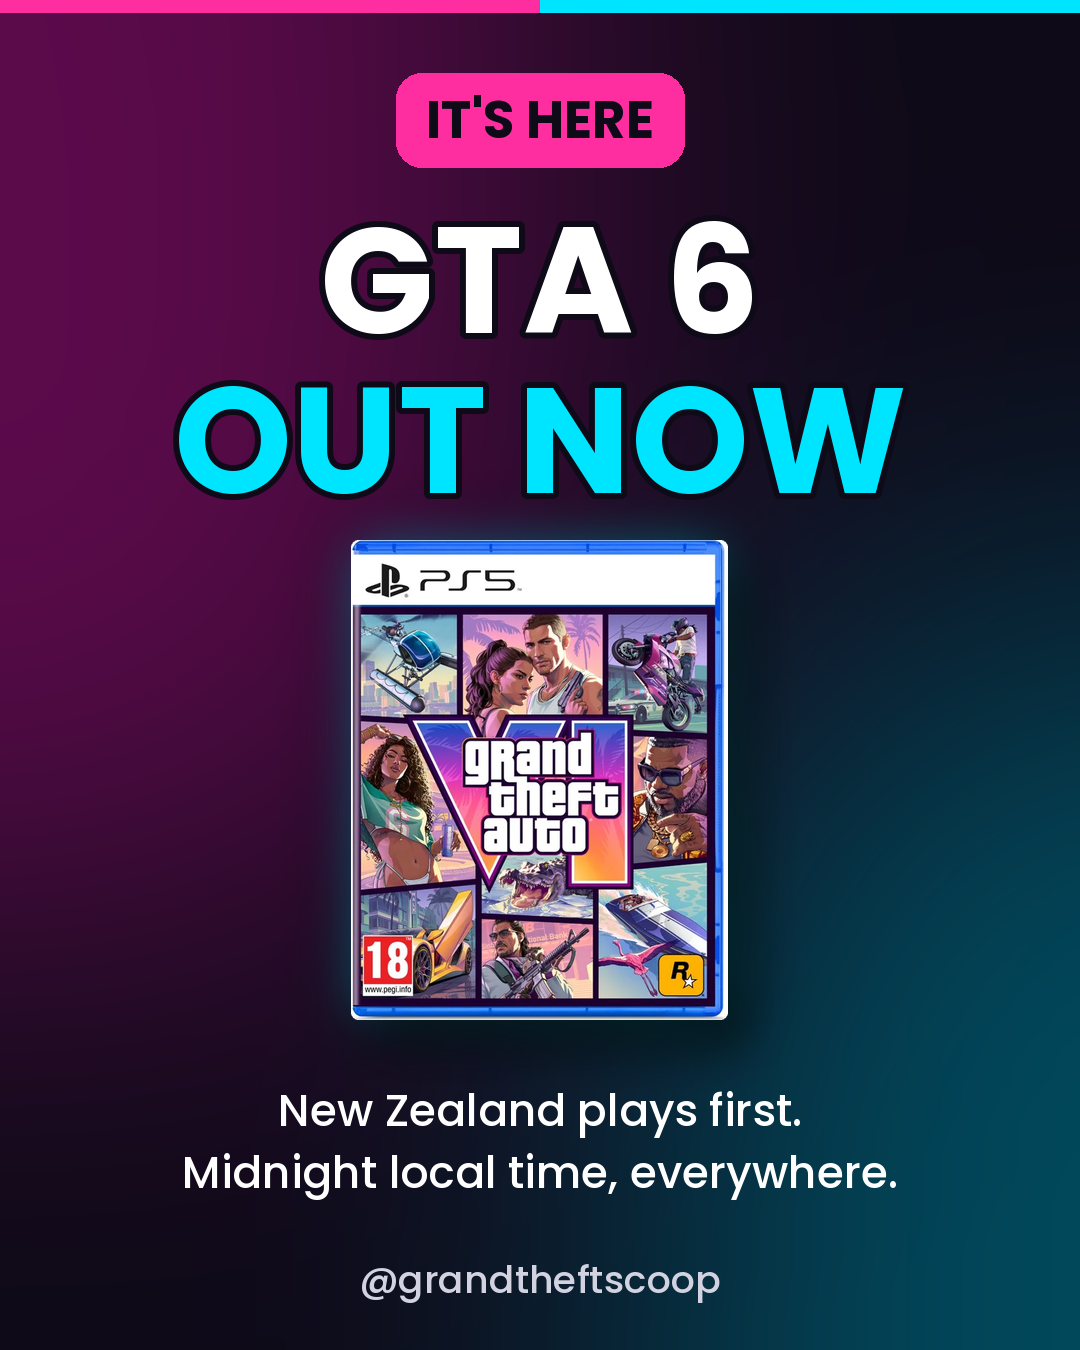 IT'S HERE
GTA 6
OUT NOW
PS5
grand
theft
auto
VI
18
www.pegi.info
R
New Zealand plays first.
Midnight local time, everywhere.
@grandtheftscoop